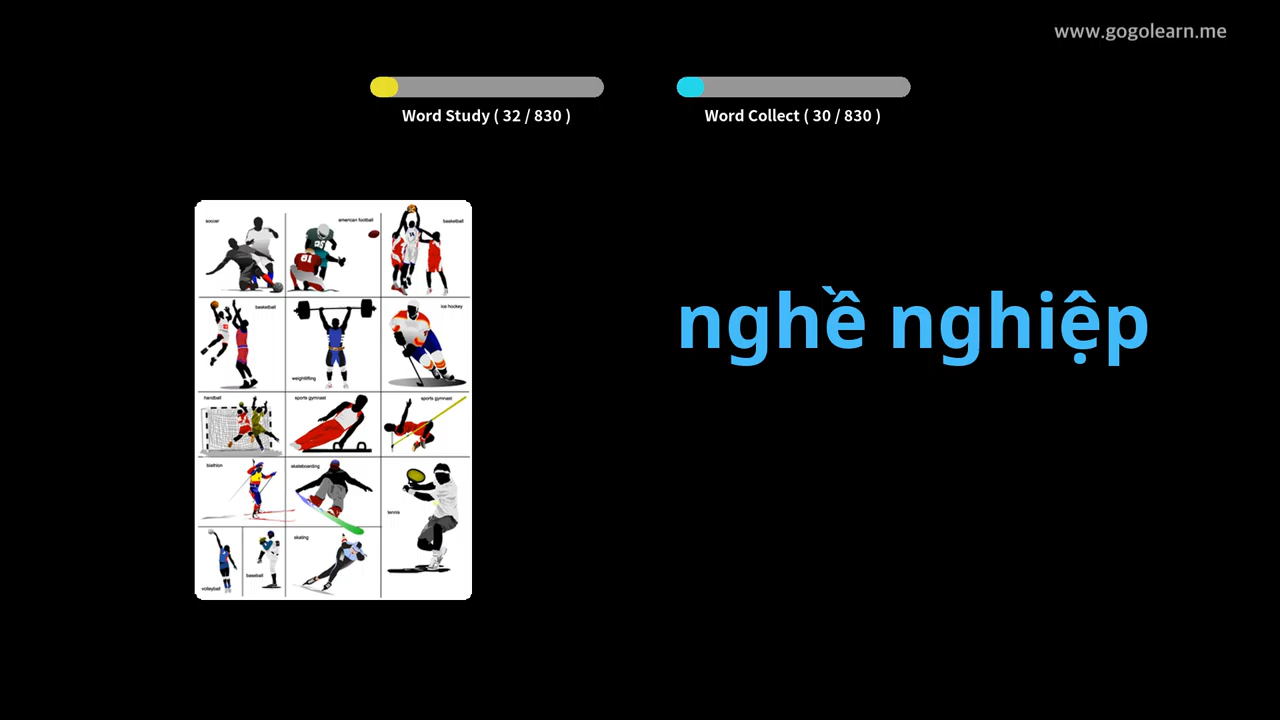 www.gogolearn.me
Word Study ( 32 / 830 )
Word Collect ( 30 / 830 )
soccer
american football
basketball
basketball
weightlifting
ice hockey
handball
sports gymnast
sports gymnast
biathlon
skateboarding
tennis
volleyball
baseball
skating
nghề nghiệp